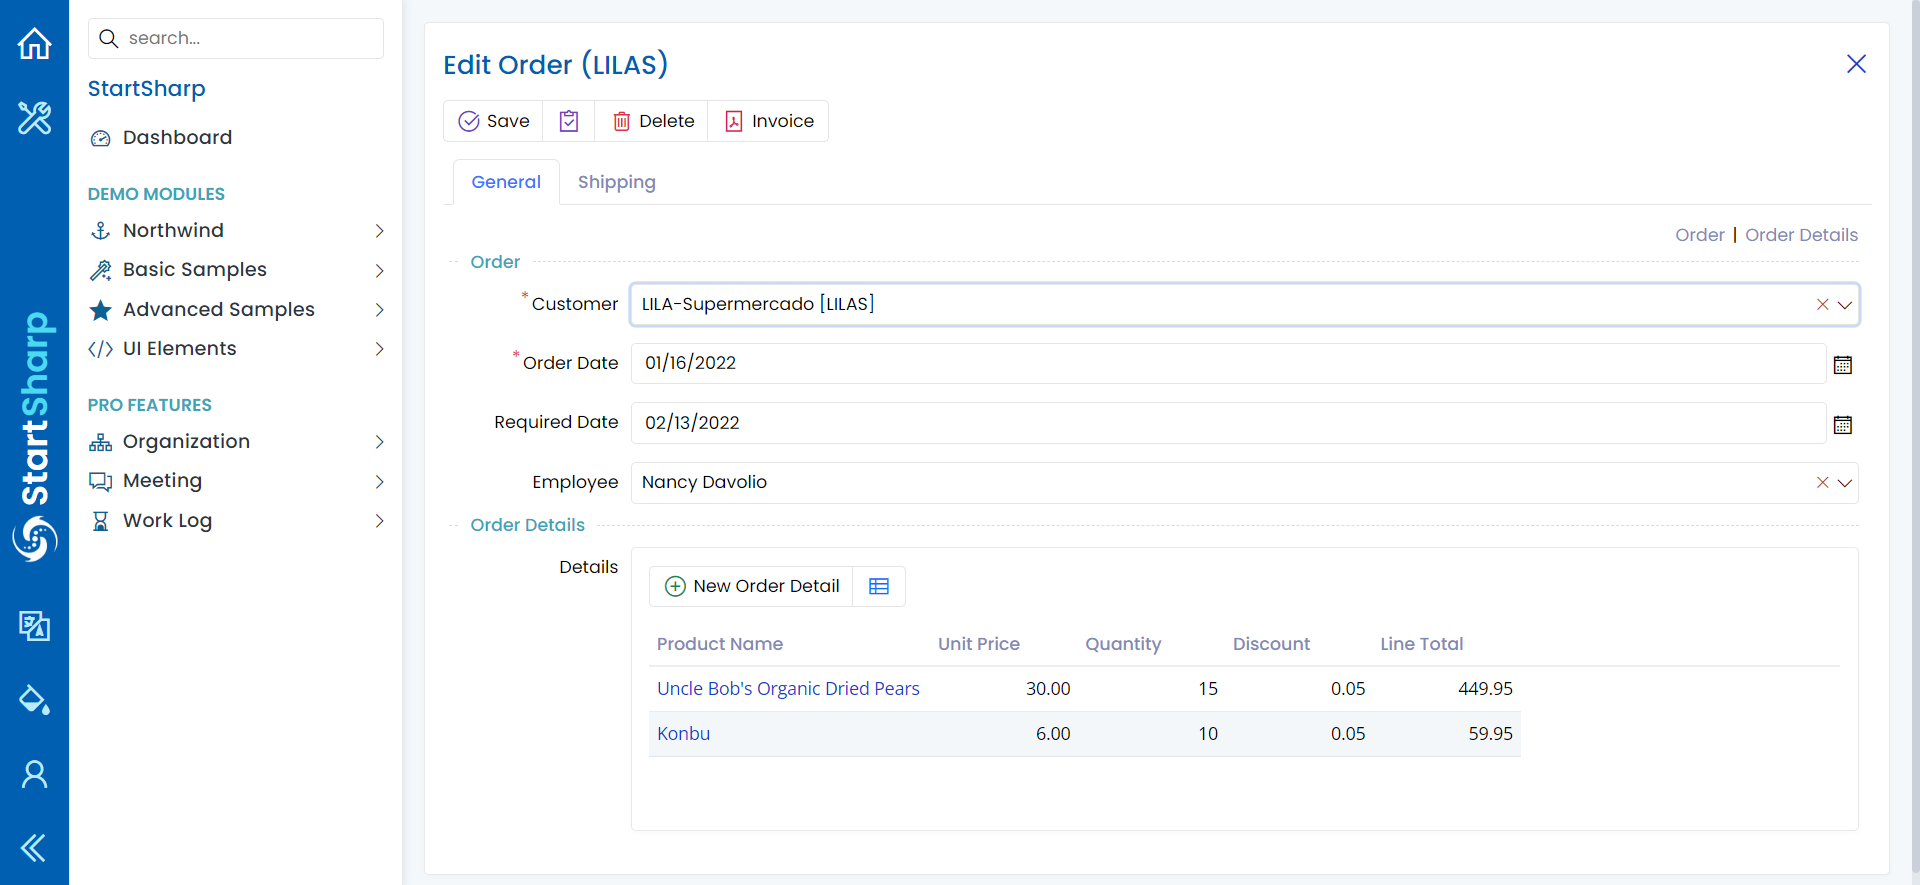 StartSharp
search...
StartSharp
Dashboard
DEMO MODULES
Northwind
Basic Samples
Advanced Samples
UI Elements
PRO FEATURES
Organization
Meeting
Work Log
Edit Order (LILAS)
Save
Delete
Invoice
General
Shipping
Order | Order Details
Order
*Customer
LILA-Supermercado [LILAS]
*Order Date
01/16/2022
Required Date
02/13/2022
Employee
Nancy Davolio
Order Details
Details
New Order Detail
Product Name Unit Price Quantity Discount Line Total
Uncle Bob's Organic Dried Pears 30.00 15 0.05 449.95
Konbu 6.00 10 0.05 59.95